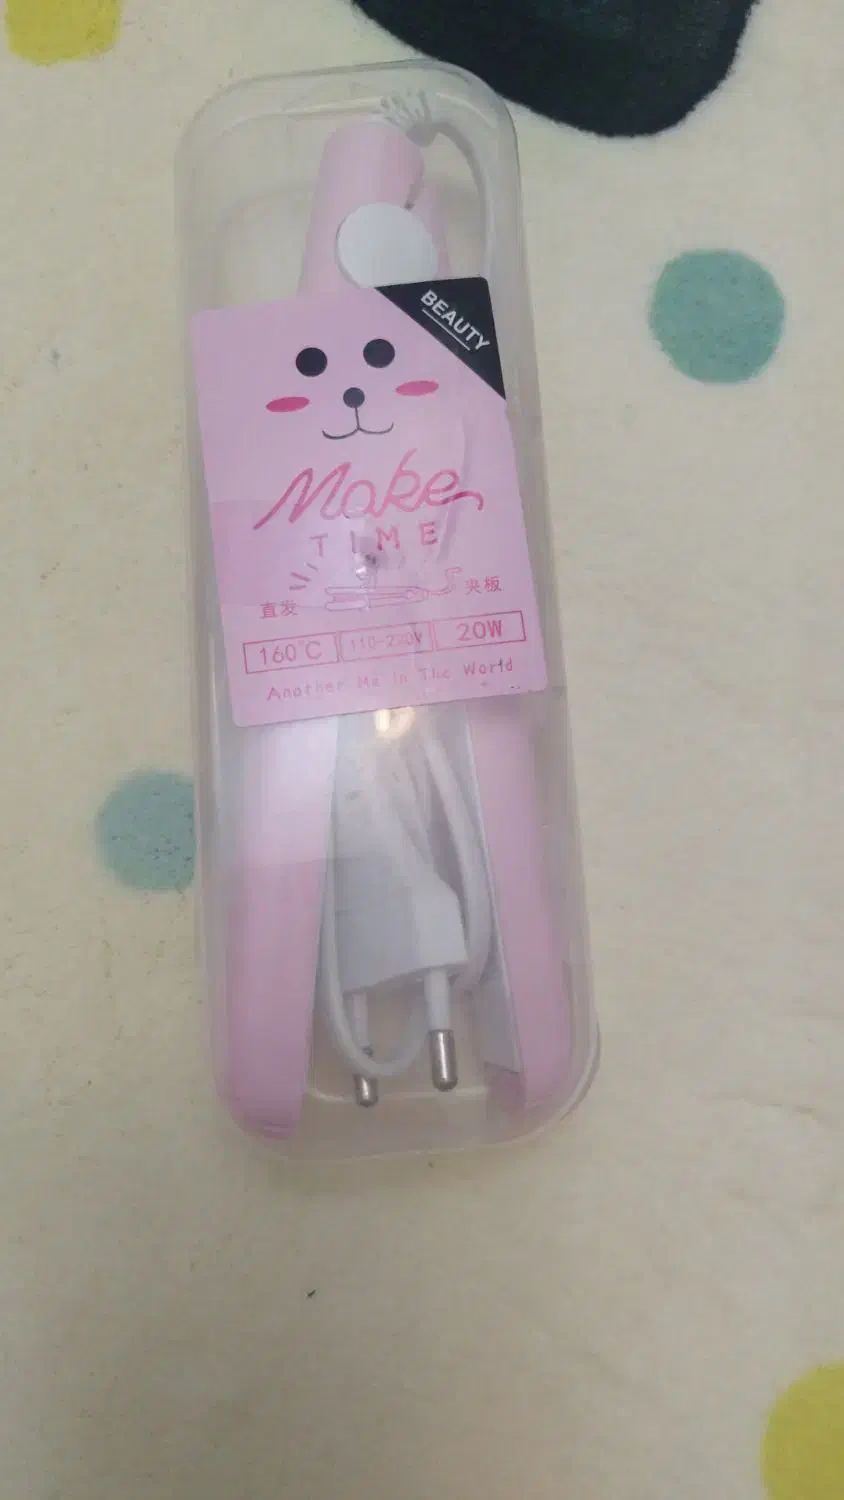 BEAUTY
Make
TIME
直发 夹板
160℃ 110-220V 20W
Another Me In The World